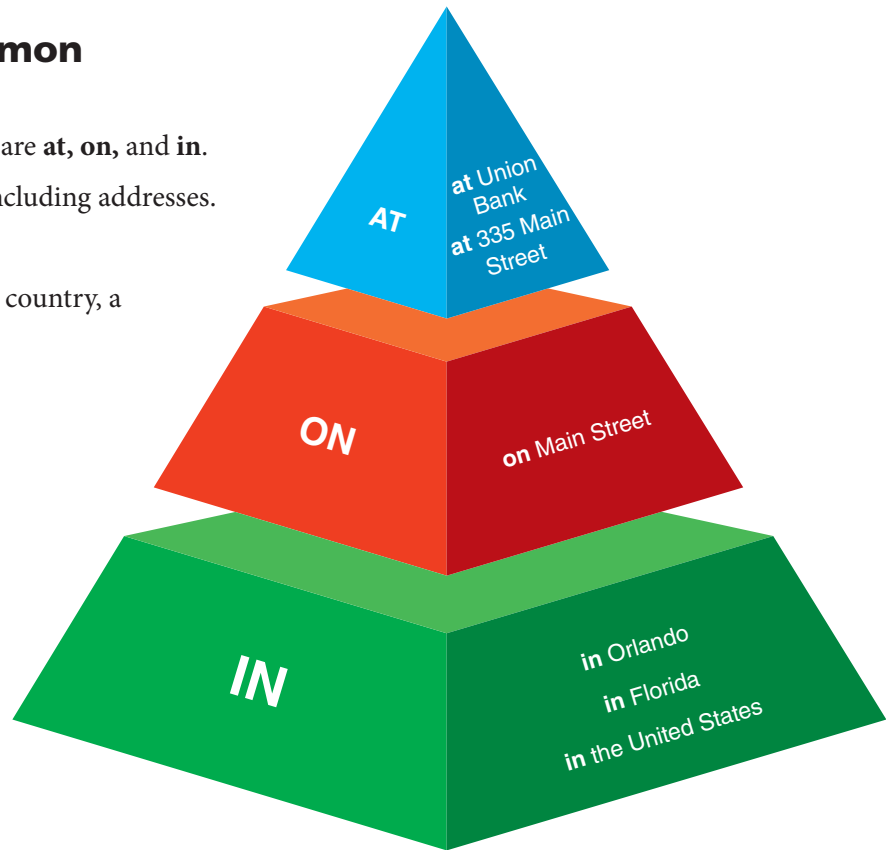 mon
are at, on, and in.
ncluding addresses.
country, a
AT
at Union
Bank
at 335 Main
Street
ON
on Main Street
IN
in Orlando
in Florida
in the United States